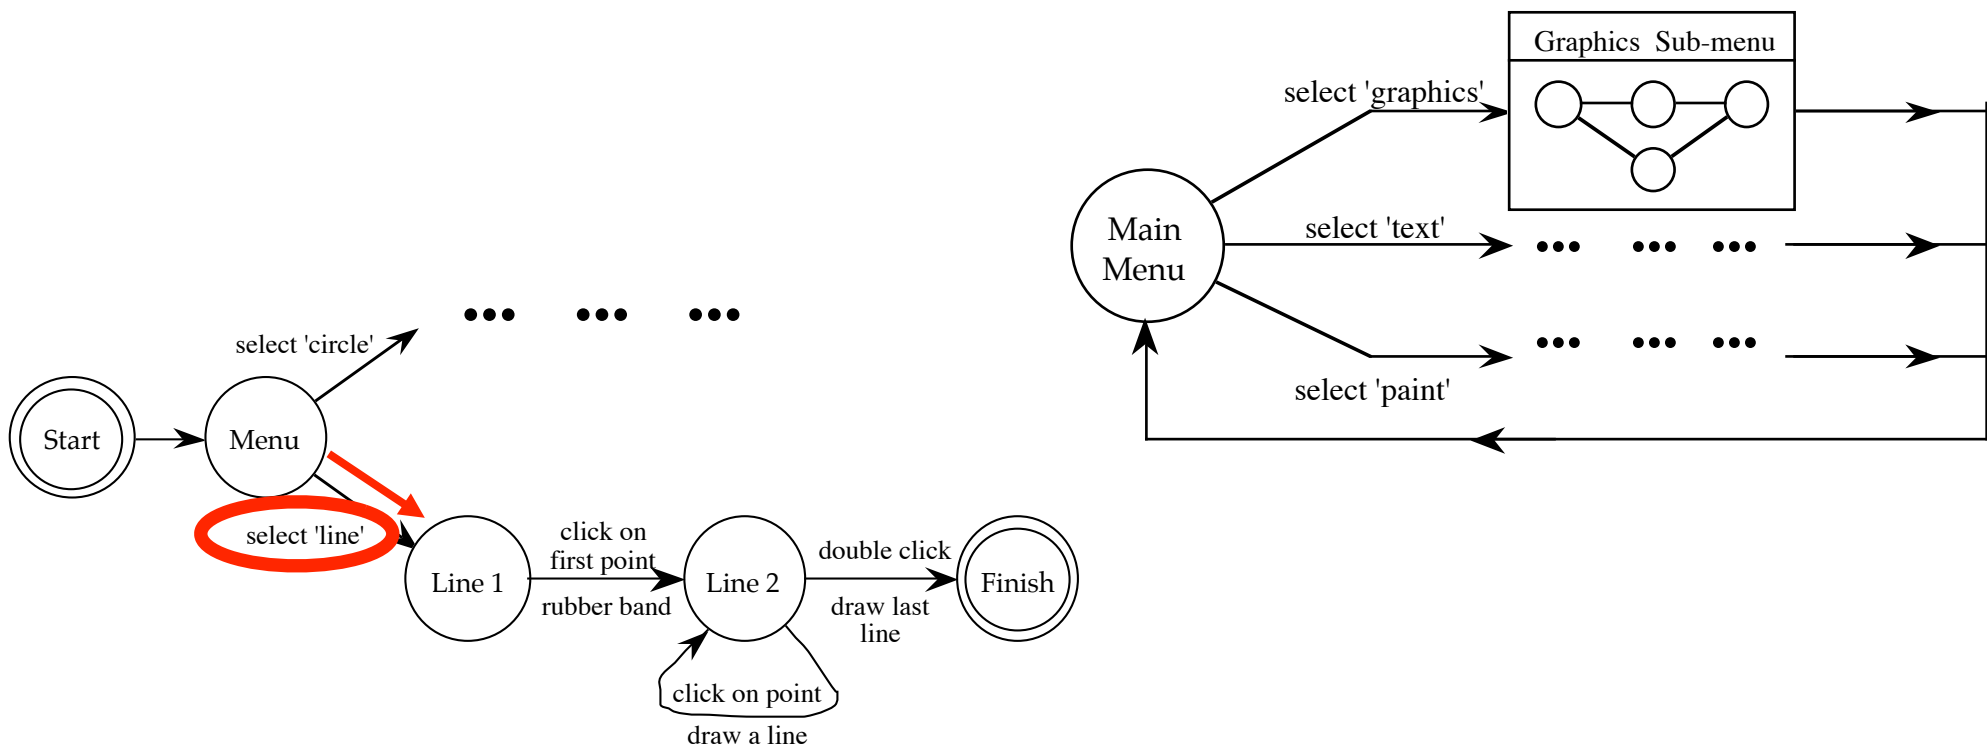 select 'circle'
Start
Menu
select 'line'
Line 1
click on
first point
rubber band
Line 2
click on point
draw a line
double click
draw last
line
Finish
Graphics Sub-menu
select 'graphics'
Main
Menu
select 'text'
select 'paint'